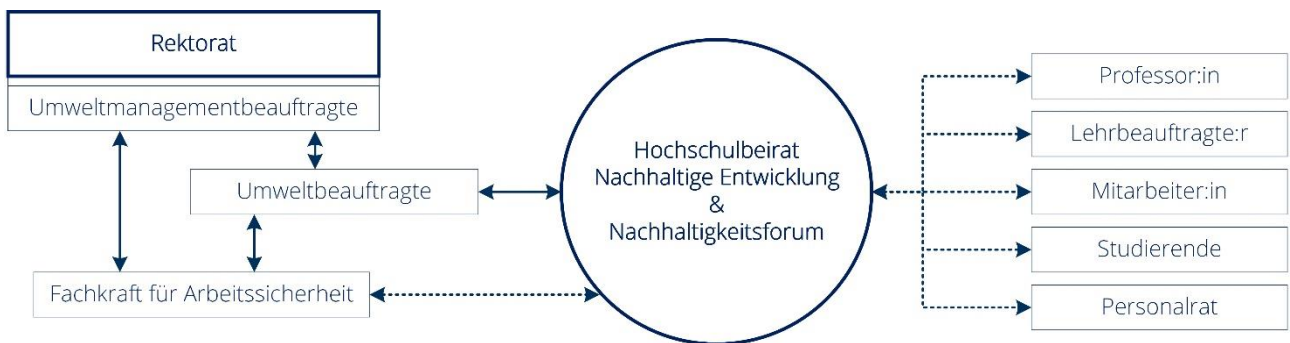 Rektorat
Umweltmanagementbeauftragte
Umweltbeauftragte
Fachkraft für Arbeitssicherheit
Hochschulbeirat
Nachhaltige Entwicklung
&
Nachhaltigkeitsforum
Professor:in
Lehrbeauftragte:r
Mitarbeiter:in
Studierende
Personalrat